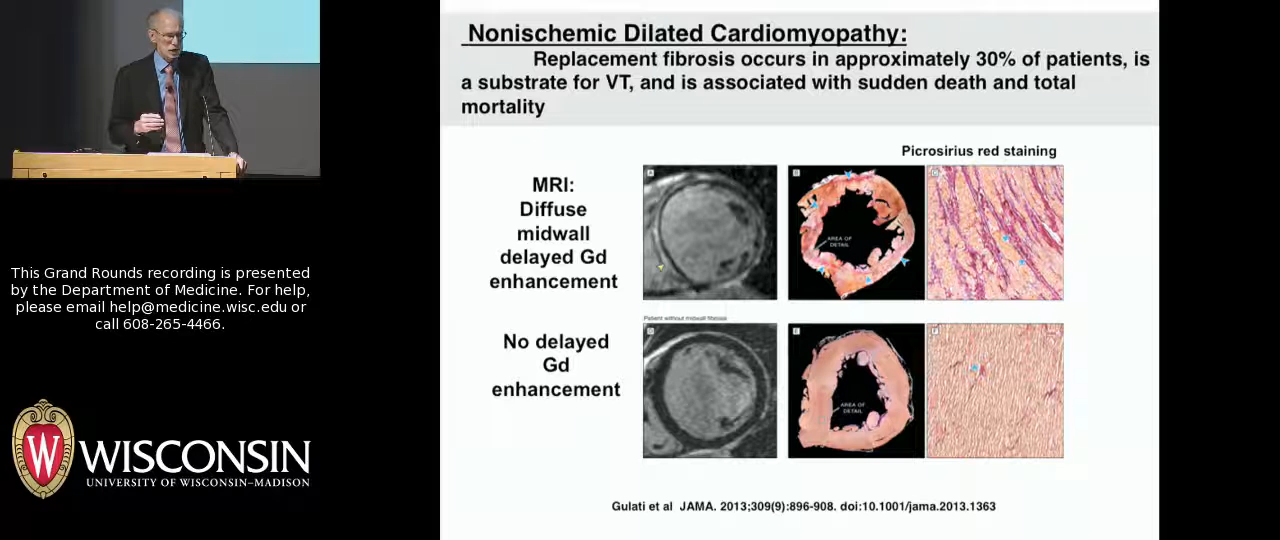 Nonischemic Dilated Cardiomyopathy:
Replacement fibrosis occurs in approximately 30% of patients, is
a substrate for VT, and is associated with sudden death and total
mortality
Picrosirius red staining
MRI:
Diffuse
midwall
delayed Gd
enhancement
A
B
C
AREA OF
DETAIL
Patient without midwall fibrosis
No delayed
Gd
enhancement
D
E
F
AREA OF
DETAIL
Gulati et al JAMA. 2013;309(9):896-908. doi:10.1001/jama.2013.1363
This Grand Rounds recording is presented
by the Department of Medicine. For help,
please email help@medicine.wisc.edu or
call 608-265-4466.
W
WISCONSIN
UNIVERSITY OF WISCONSIN–MADISON